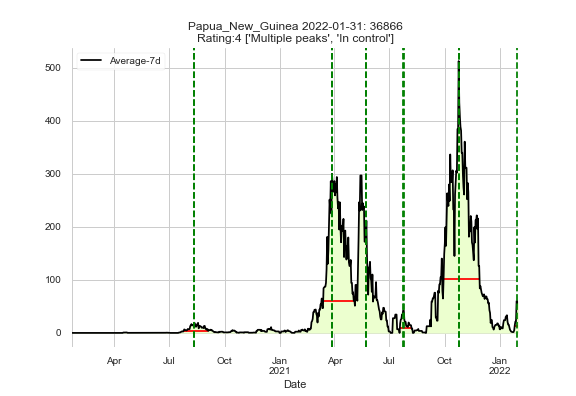 Papua_New_Guinea 2022-01-31: 36866
Rating:4 ['Multiple peaks', 'In control']
Average-7d
500
400
300
200
100
0
Apr Jul Oct Jan Apr Jul Oct Jan
2021 2022
Date